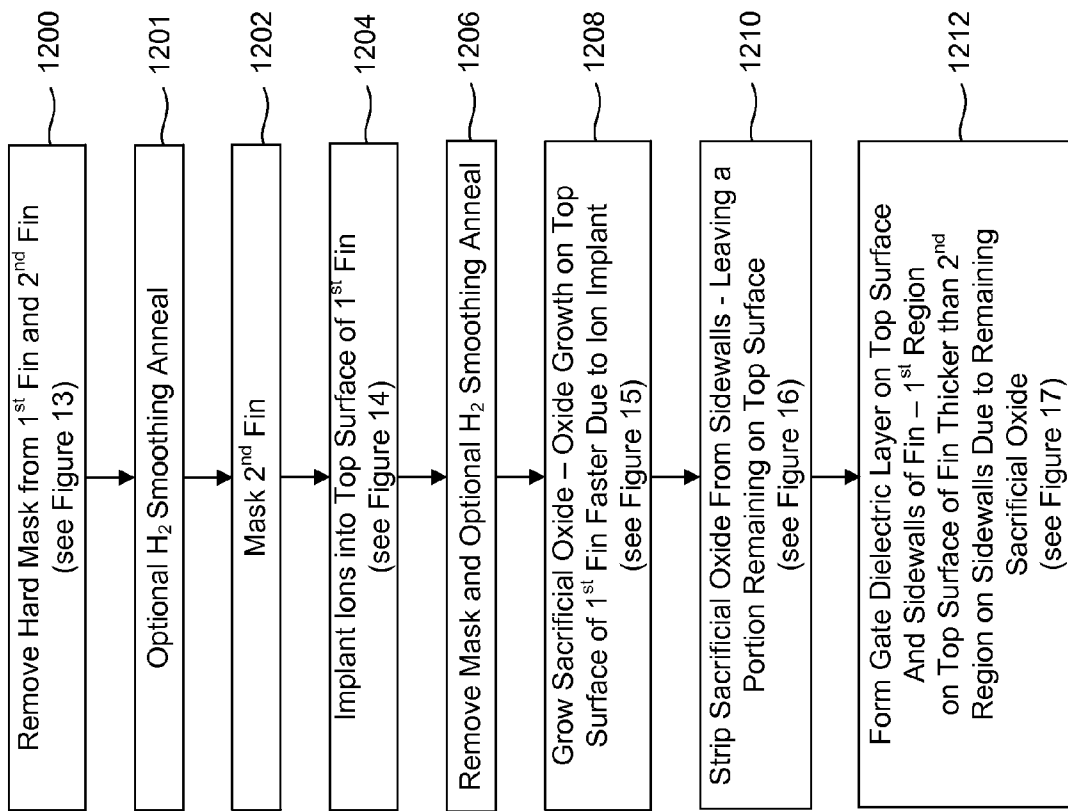 Remove Hard Mask from 1st Fin and 2nd Fin
(see Figure 13)
1200
Optional H2 Smoothing Anneal
1201
Mask 2nd Fin
1202
Implant Ions into Top Surface of 1st Fin
(see Figure 14)
1204
Remove Mask and Optional H2 Smoothing Anneal
1206
Grow Sacrificial Oxide – Oxide Growth on Top
Surface of 1st Fin Faster Due to Ion Implant
(see Figure 15)
1208
Strip Sacrificial Oxide From Sidewalls - Leaving a
Portion Remaining on Top Surface
(see Figure 16)
1210
Form Gate Dielectric Layer on Top Surface
And Sidewalls of Fin – 1st Region
on Top Surface of Fin Thicker than 2nd
Region on Sidewalls Due to Remaining
Sacrificial Oxide
(see Figure 17)
1212